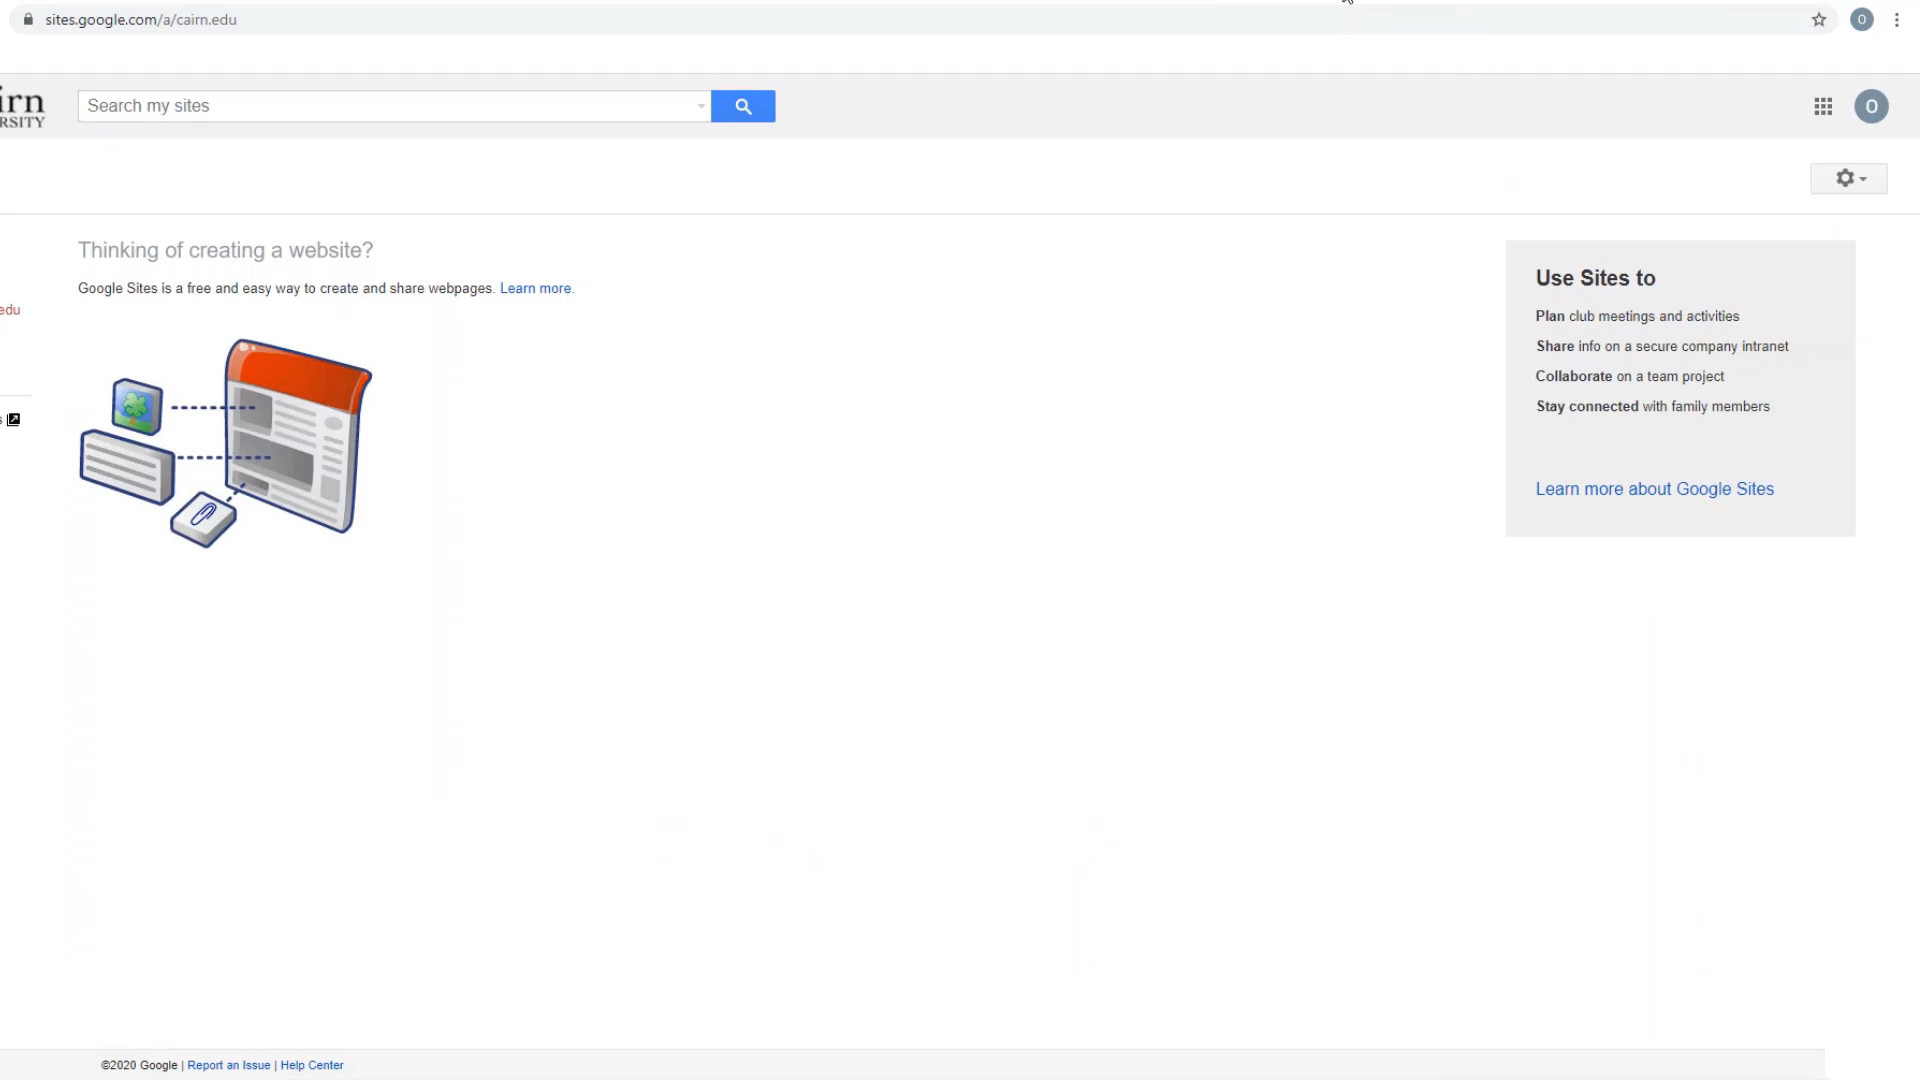 sites.google.com/a/cairn.edu
O
irn
RSITY
Search my sites
O
Thinking of creating a website?
Google Sites is a free and easy way to create and share webpages. Learn more.
edu
s
Use Sites to
Plan club meetings and activities
Share info on a secure company intranet
Collaborate on a team project
Stay connected with family members
Learn more about Google Sites
©2020 Google | Report an Issue | Help Center